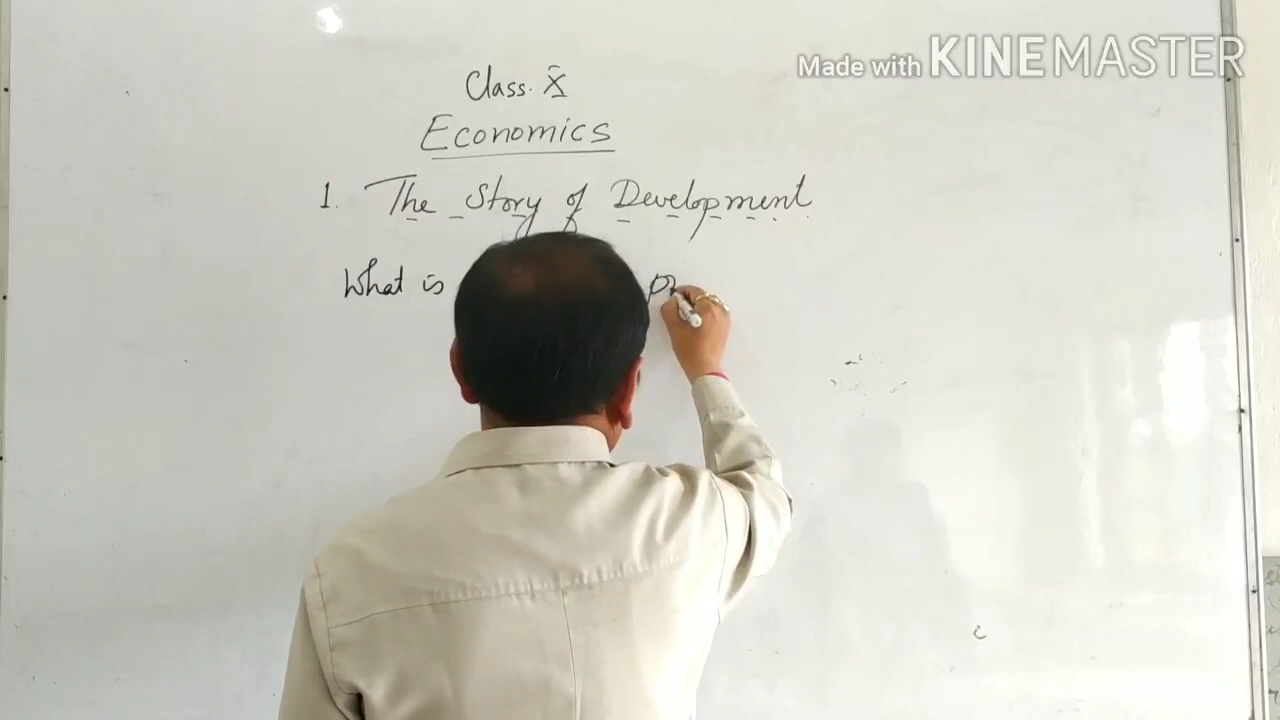 Made with KINEMASTER
Class. X
Economics
1. The Story of Development
What is